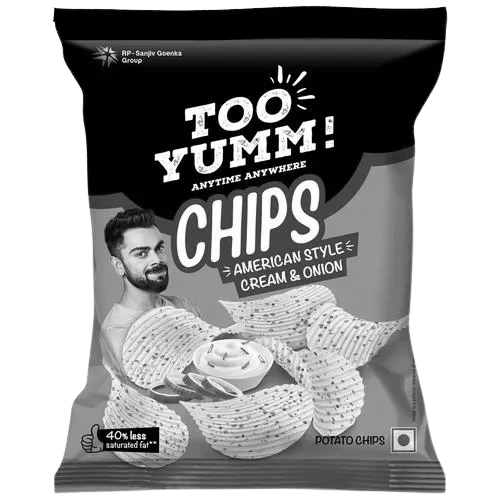 RP-Sanjiv Goenka
Group
TOO
YUMM!
ANYTIME ANYWHERE
CHIPS
AMERICAN STYLE
CREAM & ONION
40% less
saturated fat**
POTATO CHIPS